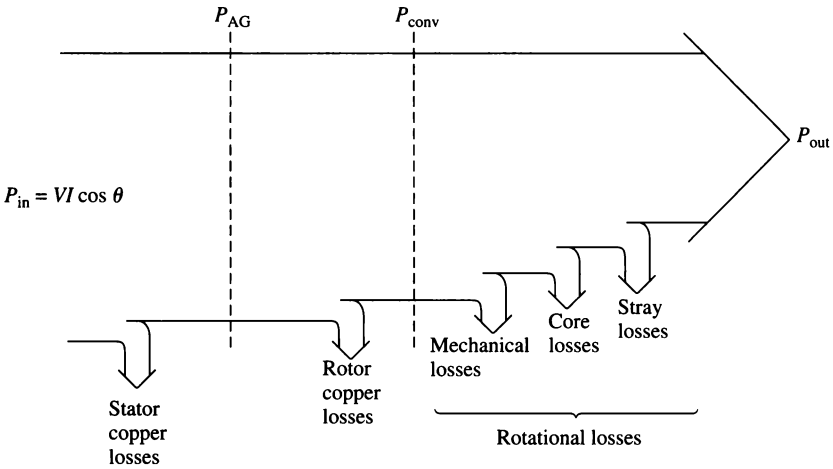 P_AG
P_conv
P_out
P_in = VI cos θ
Stator
copper
losses
Rotor
copper
losses
Mechanical
losses
Core
losses
Stray
losses
Rotational losses